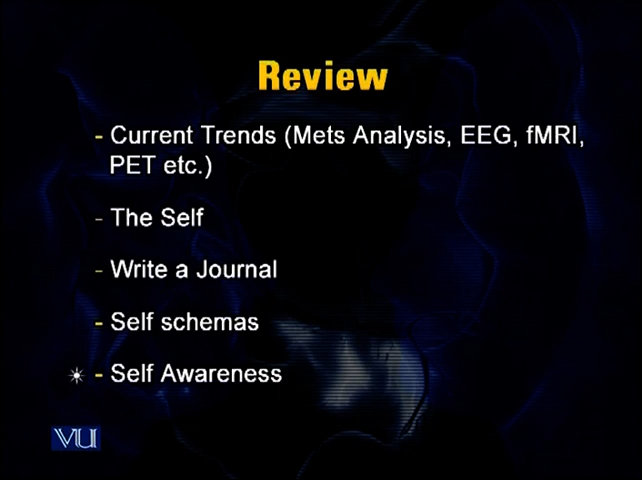 Review
- Current Trends (Mets Analysis, EEG, fMRI,
PET etc.)
- The Self
- Write a Journal
- Self schemas
- Self Awareness
VU